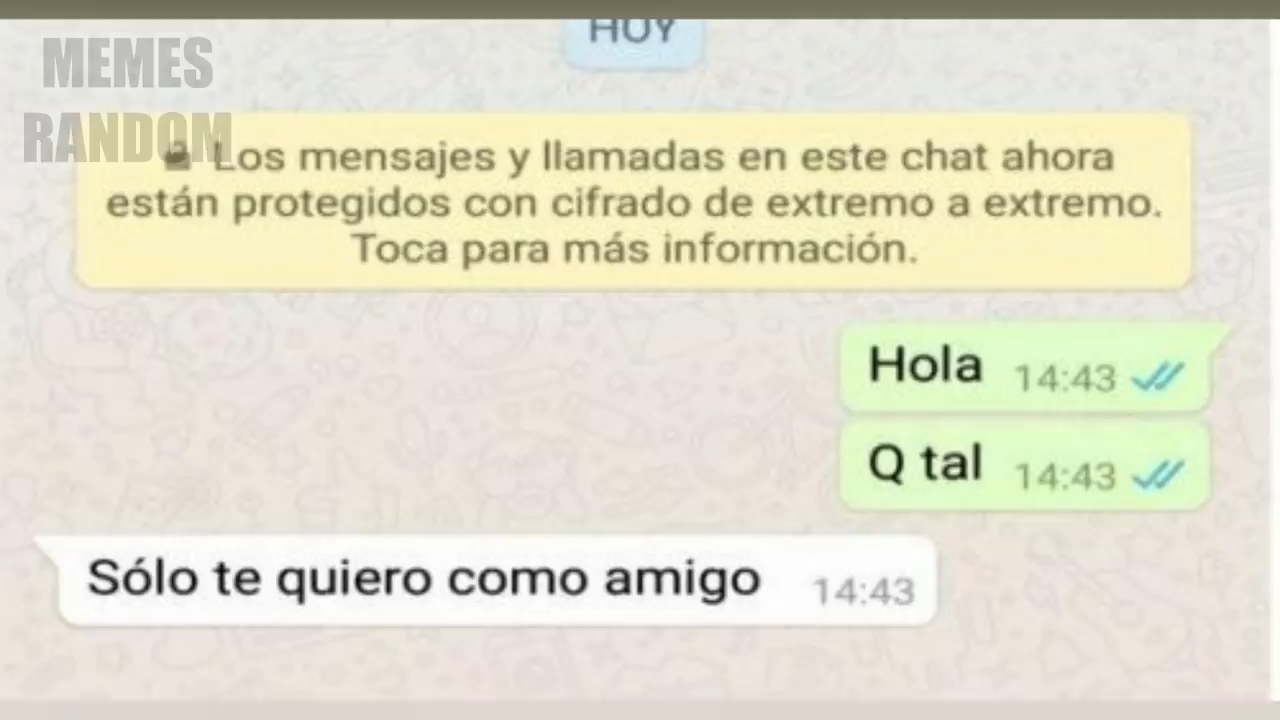 HOY
MEMES
RANDOM
Los mensajes y llamadas en este chat ahora
están protegidos con cifrado de extremo a extremo.
Toca para más información.
Hola 14:43
Q tal 14:43
Sólo te quiero como amigo 14:43